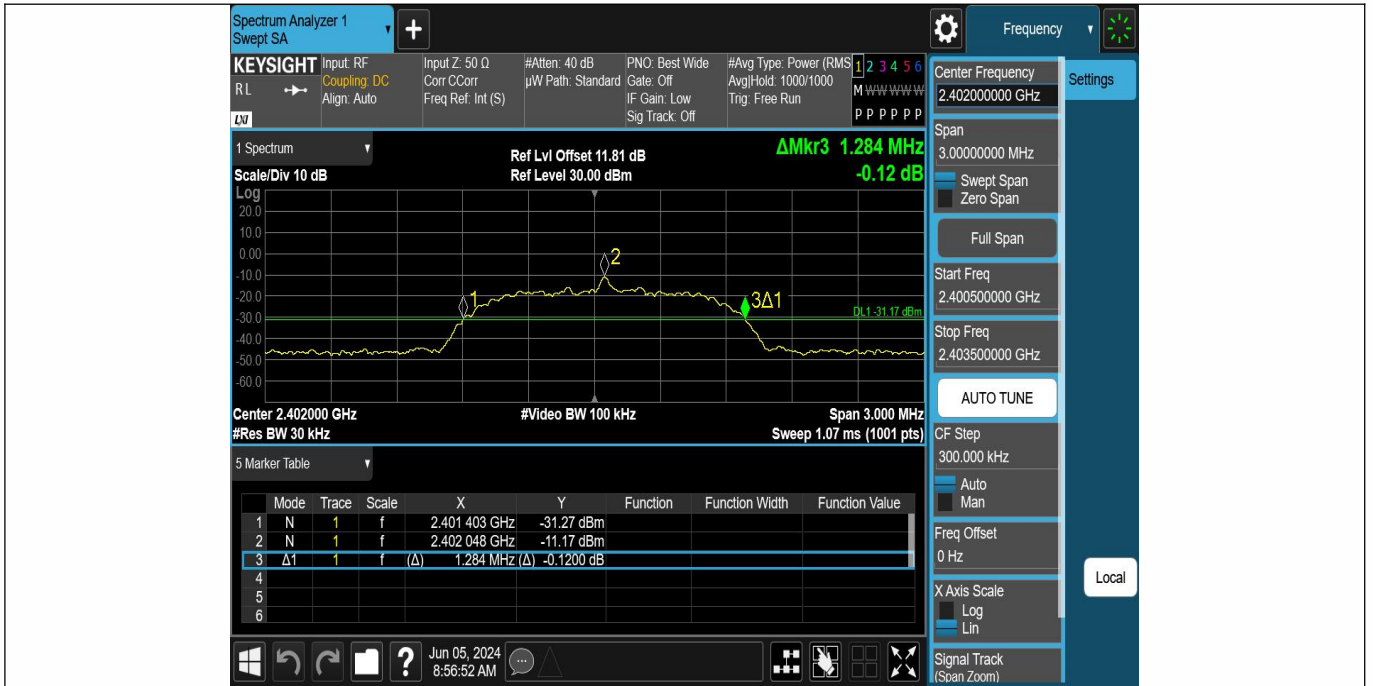 Spectrum Analyzer 1
Swept SA
+
Frequency
KEYSIGHT
RL
LXI
Input: RF
Coupling: DC
Align: Auto
Input Z: 50 Ω
Corr CCorr
Freq Ref: Int (S)
#Atten: 40 dB
µW Path: Standard
PNO: Best Wide
Gate: Off
IF Gain: Low
Sig Track: Off
#Avg Type: Power (RMS
Avg|Hold: 1000/1000
Trig: Free Run
1 2 3 4 5 6
M W W W W W
P P P P P P
1 Spectrum
Scale/Div 10 dB
Ref Lvl Offset 11.81 dB
Ref Level 30.00 dBm
ΔMkr3 1.284 MHz
-0.12 dB
Log
20.0
10.0
0.00
-10.0
-20.0
-30.0
-40.0
-50.0
-60.0
1
2
3Δ1
DL1 -31.17 dBm
Center 2.402000 GHz
#Video BW 100 kHz
Span 3.000 MHz
#Res BW 30 kHz
Sweep 1.07 ms (1001 pts)
5 Marker Table
Mode Trace Scale X Y Function Function Width Function Value
1 N 1 f 2.401 403 GHz -31.27 dBm
2 N 1 f 2.402 048 GHz -11.17 dBm
3 Δ1 1 f (Δ) 1.284 MHz (Δ) -0.1200 dB
4
5
6
Jun 05, 2024
8:56:52 AM
?
Center Frequency
2.402000000 GHz
Settings
Span
3.00000000 MHz
Swept Span
Zero Span
Full Span
Start Freq
2.400500000 GHz
Stop Freq
2.403500000 GHz
AUTO TUNE
CF Step
300.000 kHz
Auto
Man
Freq Offset
0 Hz
X Axis Scale
Log
Lin
Signal Track
(Span Zoom)
Local